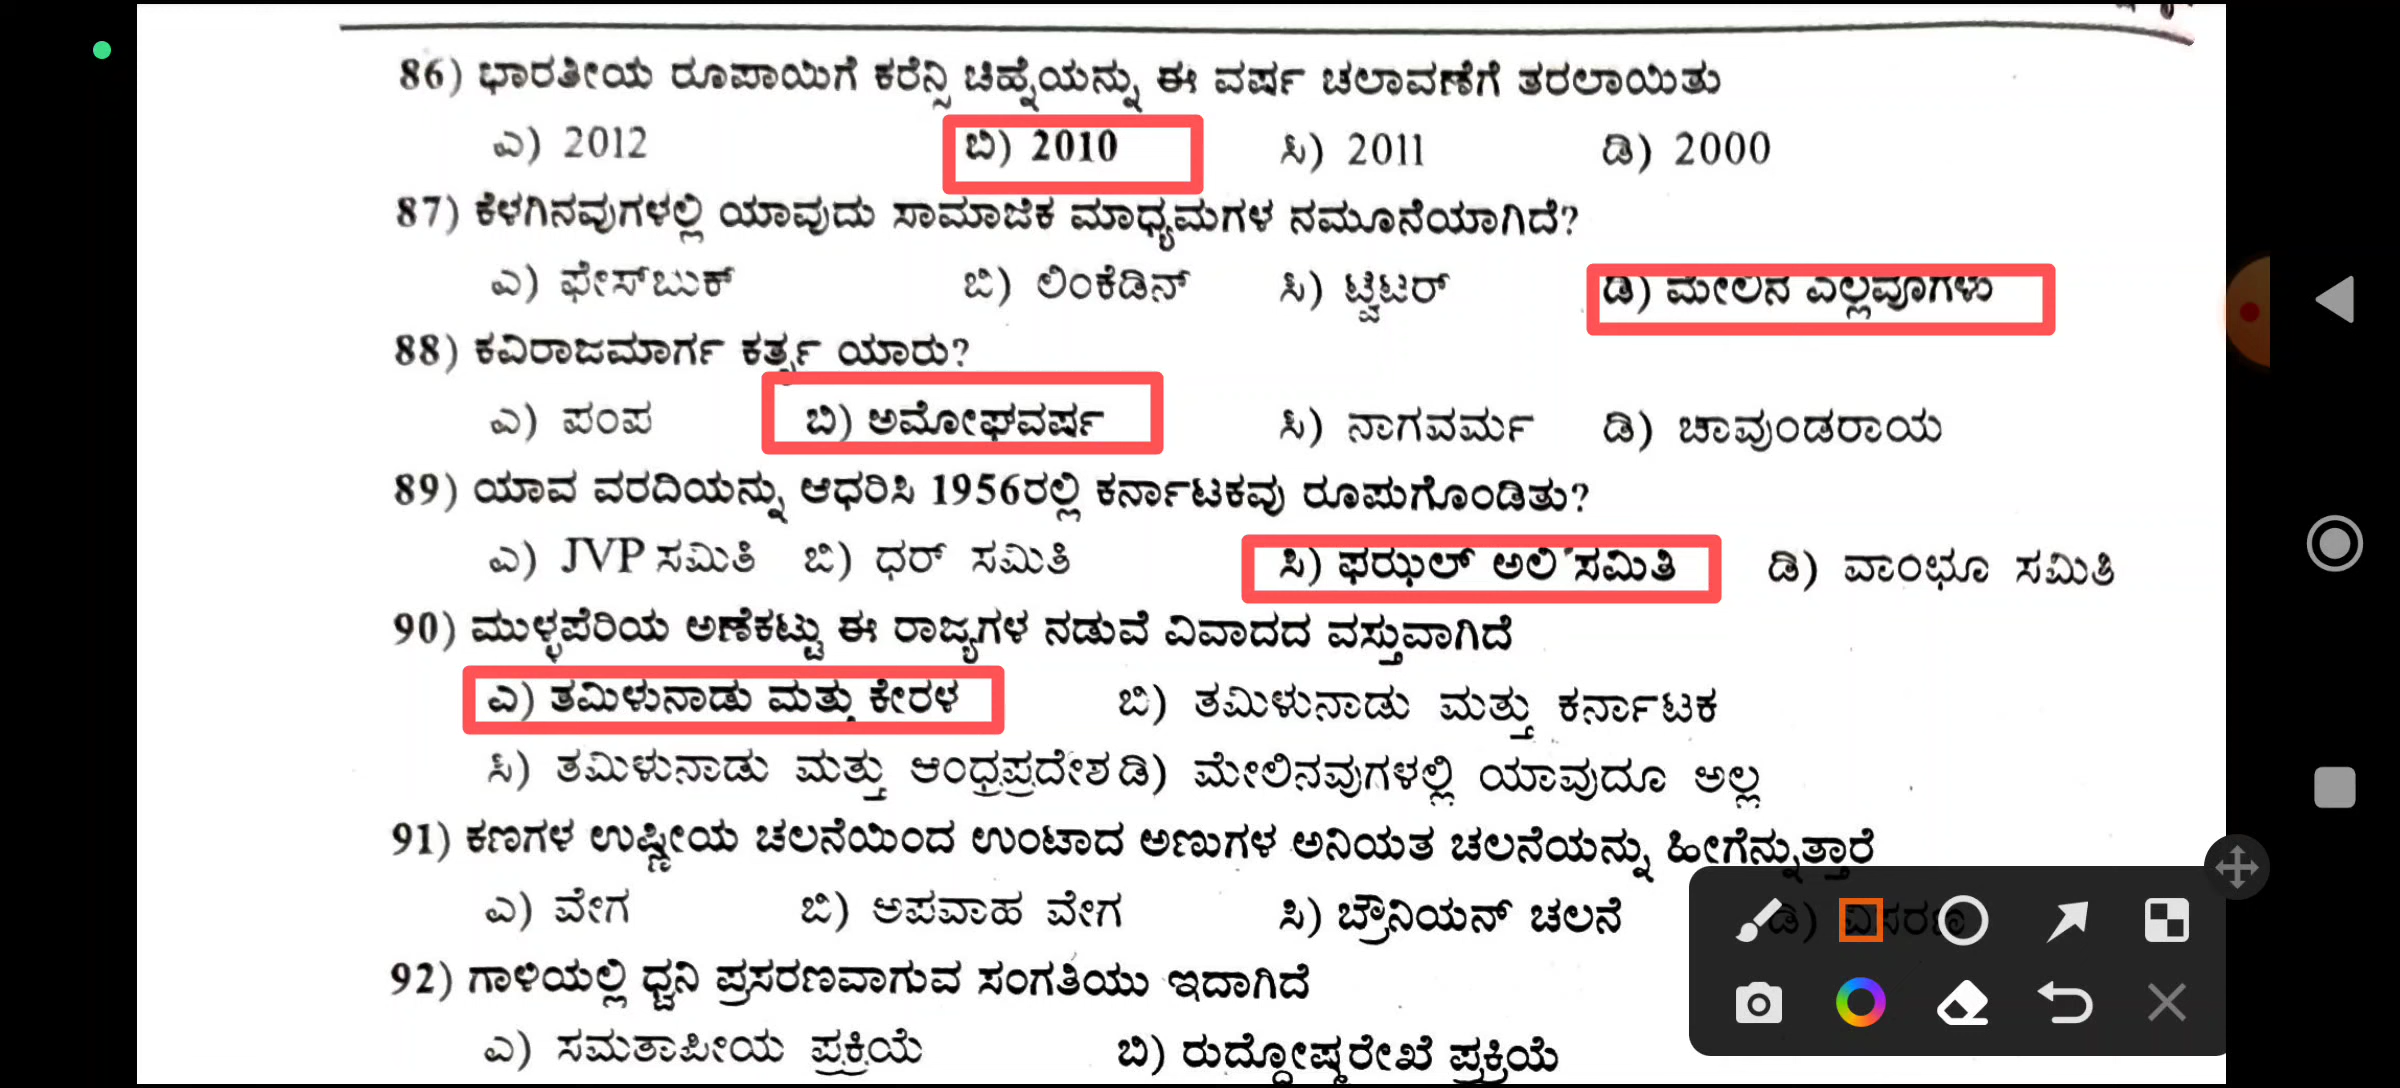 86) ಭಾರತೀಯ ರೂಪಾಯಿಗೆ ಕರೆನ್ಸಿ ಚಿಹ್ನೆಯನ್ನು ಈ ವರ್ಷ ಚಲಾವಣೆಗೆ ತರಲಾಯಿತು
ಎ) 2012 ಬಿ) 2010 ಸಿ) 2011 ಡಿ) 2000
87) ಕೆಳಗಿನವುಗಳಲ್ಲಿ ಯಾವುದು ಸಾಮಾಜಿಕ ಮಾಧ್ಯಮಗಳ ನಮೂನೆಯಾಗಿದೆ?
ಎ) ಫೇಸ್‌ಬುಕ್ ಬಿ) ಲಿಂಕೆಡಿನ್ ಸಿ) ಟ್ವಿಟರ್ ಡಿ) ಮೇಲಿನ ಎಲ್ಲವೂಗಳು
88) ಕವಿರಾಜಮಾರ್ಗ ಕರ್ತೃ ಯಾರು?
ಎ) ಪಂಪ ಬಿ) ಅಮೋಘವರ್ಷ ಸಿ) ನಾಗವರ್ಮ ಡಿ) ಚಾವುಂಡರಾಯ
89) ಯಾವ ವರದಿಯನ್ನು ಆಧರಿಸಿ 1956ರಲ್ಲಿ ಕರ್ನಾಟಕವು ರೂಪುಗೊಂಡಿತು?
ಎ) JVP ಸಮಿತಿ ಬಿ) ಧರ್ ಸಮಿತಿ ಸಿ) ಫಝಲ್ ಅಲಿ ಸಮಿತಿ ಡಿ) ವಾಂಛೂ ಸಮಿತಿ
90) ಮುಳ್ಳಪೆರಿಯ ಅಣೆಕಟ್ಟು ಈ ರಾಜ್ಯಗಳ ನಡುವೆ ವಿವಾದದ ವಸ್ತುವಾಗಿದೆ
ಎ) ತಮಿಳುನಾಡು ಮತ್ತು ಕೇರಳ ಬಿ) ತಮಿಳುನಾಡು ಮತ್ತು ಕರ್ನಾಟಕ
ಸಿ) ತಮಿಳುನಾಡು ಮತ್ತು ಆಂಧ್ರಪ್ರದೇಶ ಡಿ) ಮೇಲಿನವುಗಳಲ್ಲಿ ಯಾವುದೂ ಅಲ್ಲ
91) ಕಣಗಳ ಉಷ್ಣೀಯ ಚಲನೆಯಿಂದ ಉಂಟಾದ ಅಣುಗಳ ಅನಿಯತ ಚಲನೆಯನ್ನು ಹೀಗೆನ್ನುತ್ತಾರೆ
ಎ) ವೇಗ ಬಿ) ಅಪವಾಹ ವೇಗ ಸಿ) ಬ್ರೌನಿಯನ್ ಚಲನೆ ಡಿ) ವಿಸರಣ
92) ಗಾಳಿಯಲ್ಲಿ ಧ್ವನಿ ಪ್ರಸರಣವಾಗುವ ಸಂಗತಿಯು ಇದಾಗಿದೆ
ಎ) ಸಮತಾಪೀಯ ಪ್ರಕ್ರಿಯೆ ಬಿ) ರುದ್ಧೋಷ್ಮರೇಖೆ ಪ್ರಕ್ರಿಯೆ